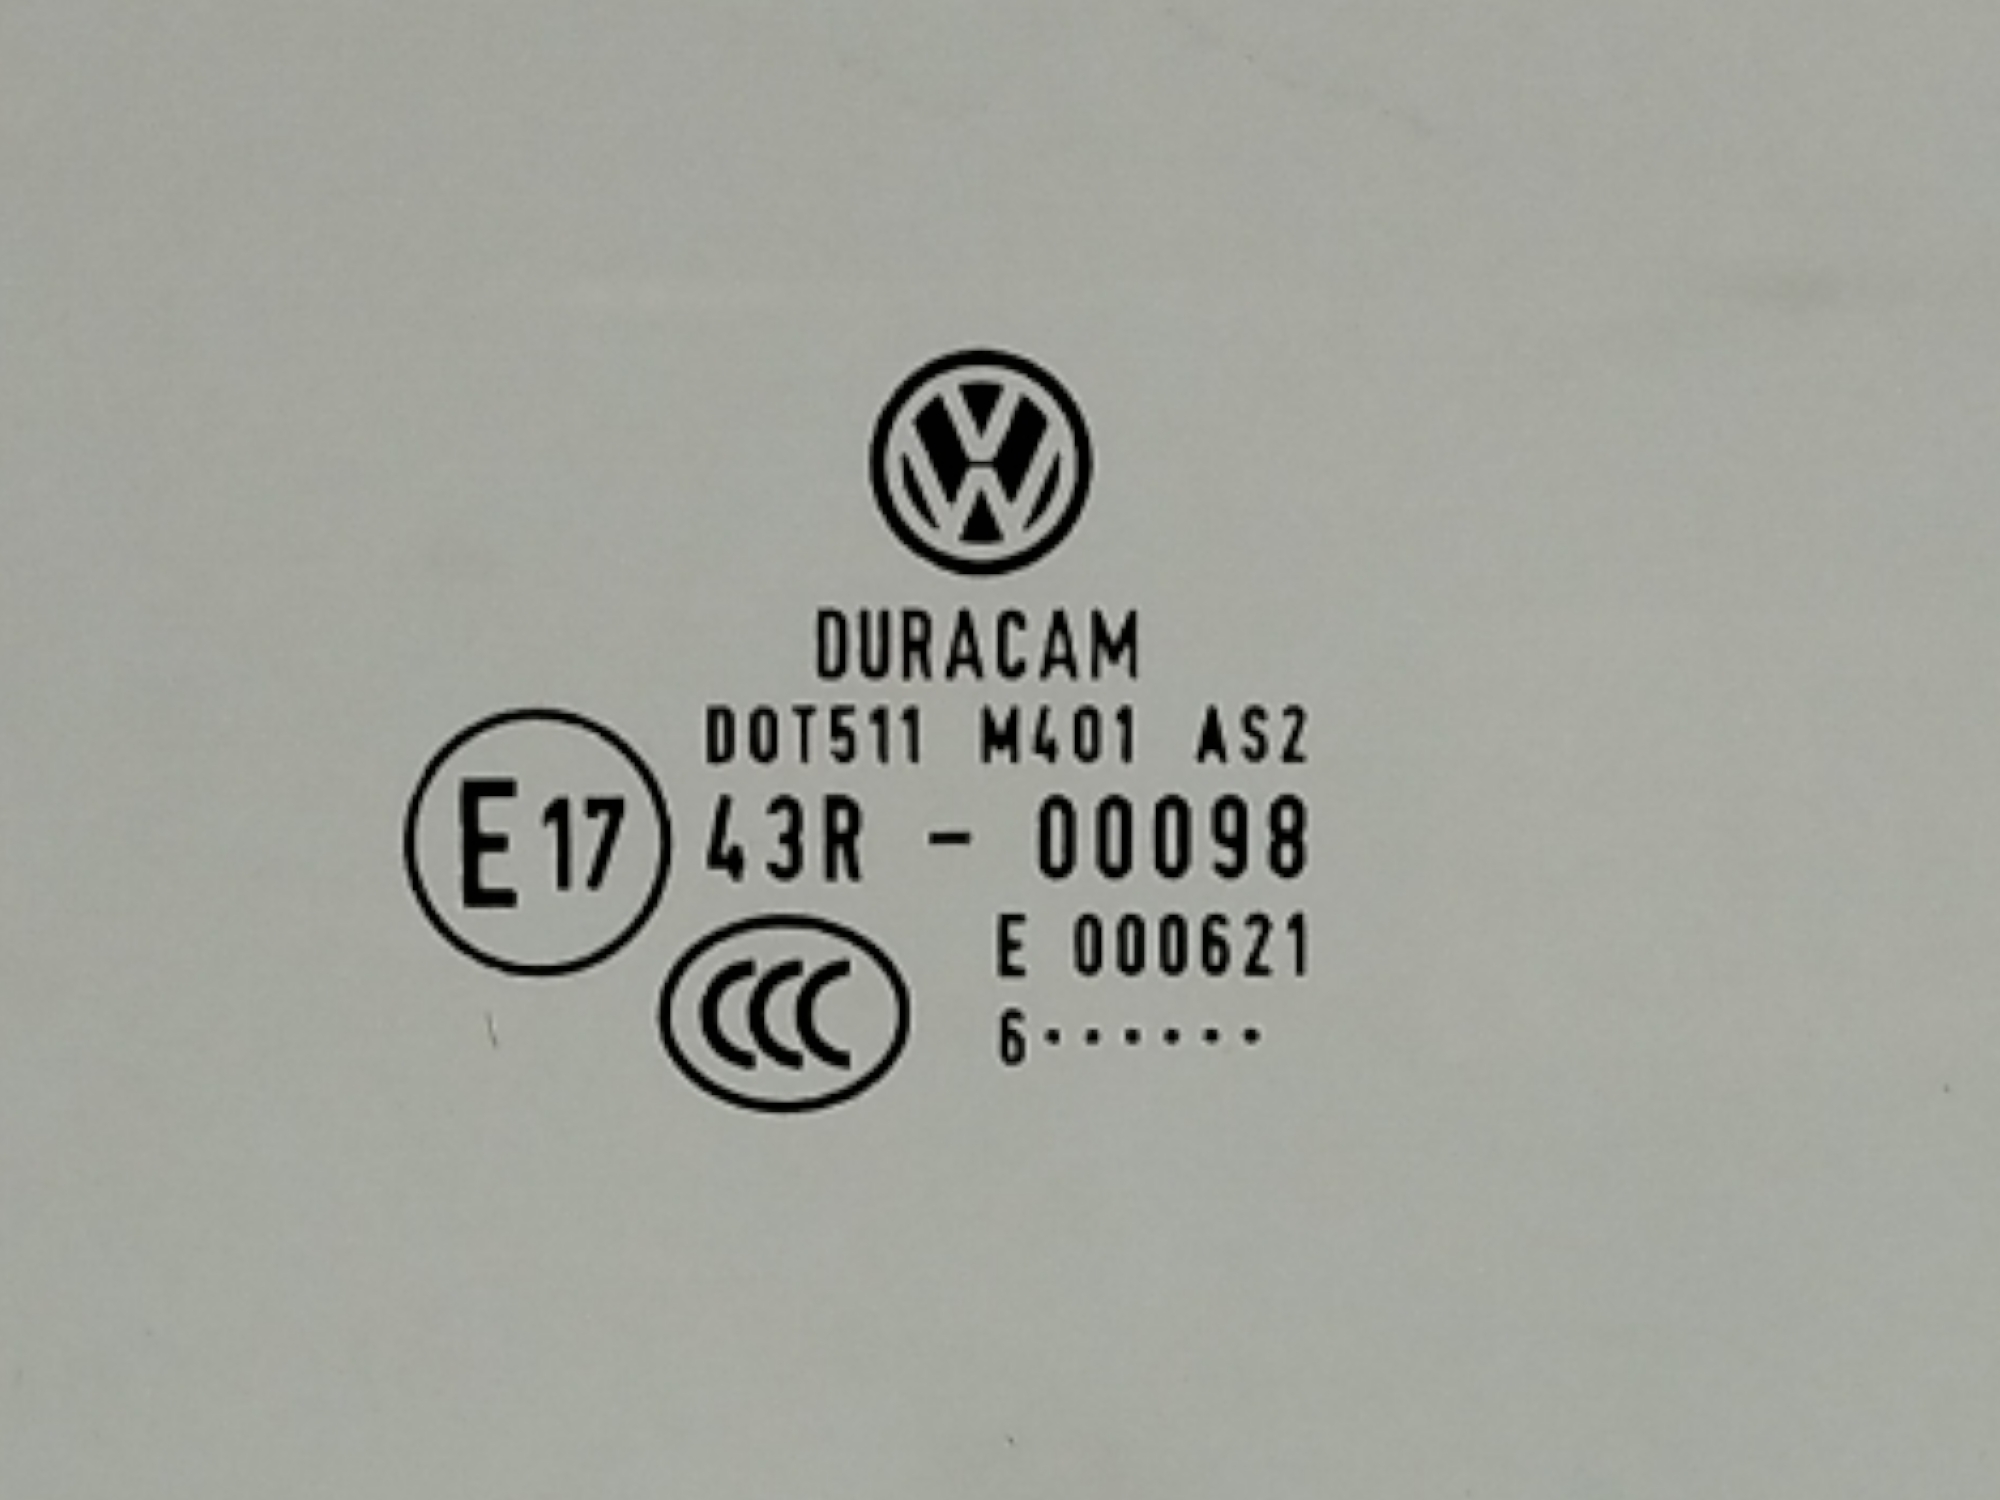 DURACAM
DOT511 M401 AS2
E17 43R - 00098
CCC E 000621
6······